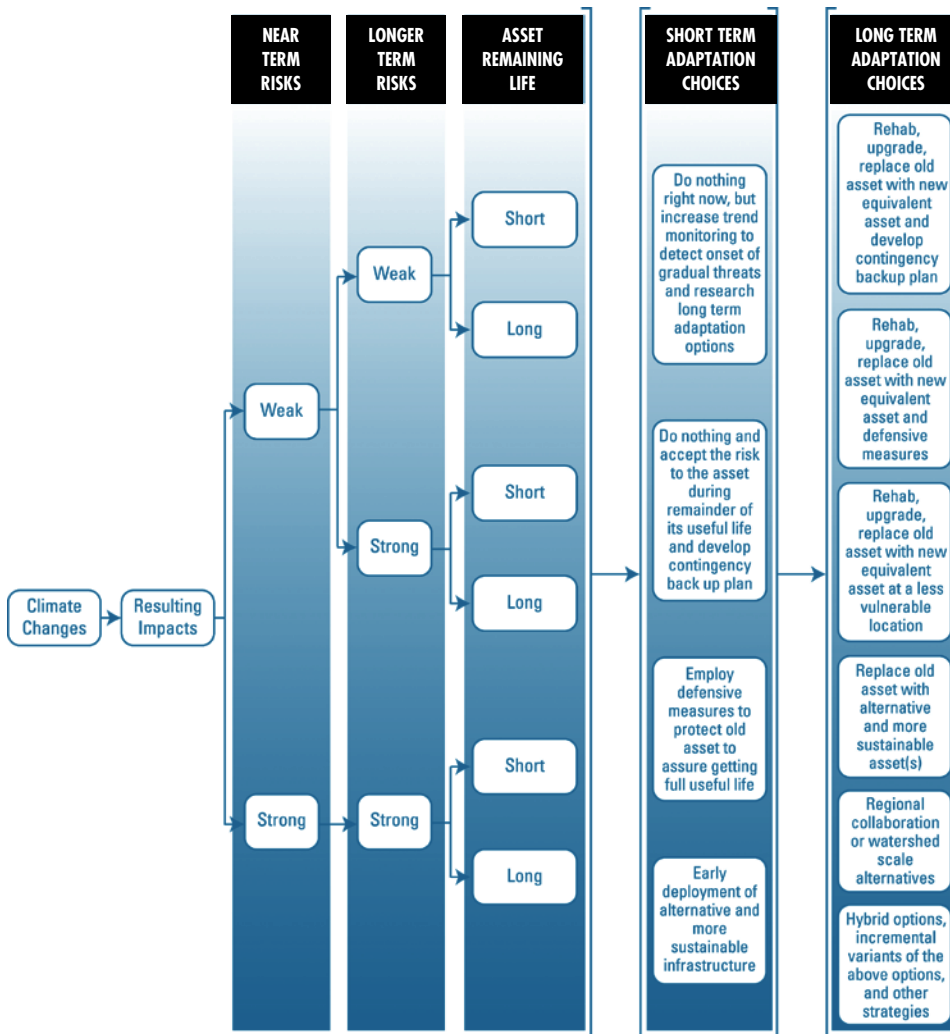 NEAR
TERM
RISKS
LONGER
TERM
RISKS
ASSET
REMAINING
LIFE
SHORT TERM
ADAPTATION
CHOICES
LONG TERM
ADAPTATION
CHOICES
Climate
Changes
Resulting
Impacts
Weak
Strong
Weak
Strong
Strong
Short
Long
Short
Long
Short
Long
Do nothing
right now, but
increase trend
monitoring to
detect onset of
gradual threats
and research
long term
adaptation
options
Do nothing and
accept the risk
to the asset
during
remainder of
its useful life
and develop
contingency
back up plan
Employ
defensive
measures to
protect old
asset to
assure getting
full useful life
Early
deployment of
alternative and
more
sustainable
infrastructure
Rehab,
upgrade,
replace old
asset with new
equivalent
asset and
develop
contingency
backup plan
Rehab,
upgrade,
replace old
asset with new
equivalent
asset and
defensive
measures
Rehab,
upgrade,
replace old
asset with new
equivalent
asset at a less
vulnerable
location
Replace old
asset with
alternative
and more
sustainable
asset(s)
Regional
collaboration
or watershed
scale
alternatives
Hybrid options,
incremental
variants of the
above options,
and other
strategies